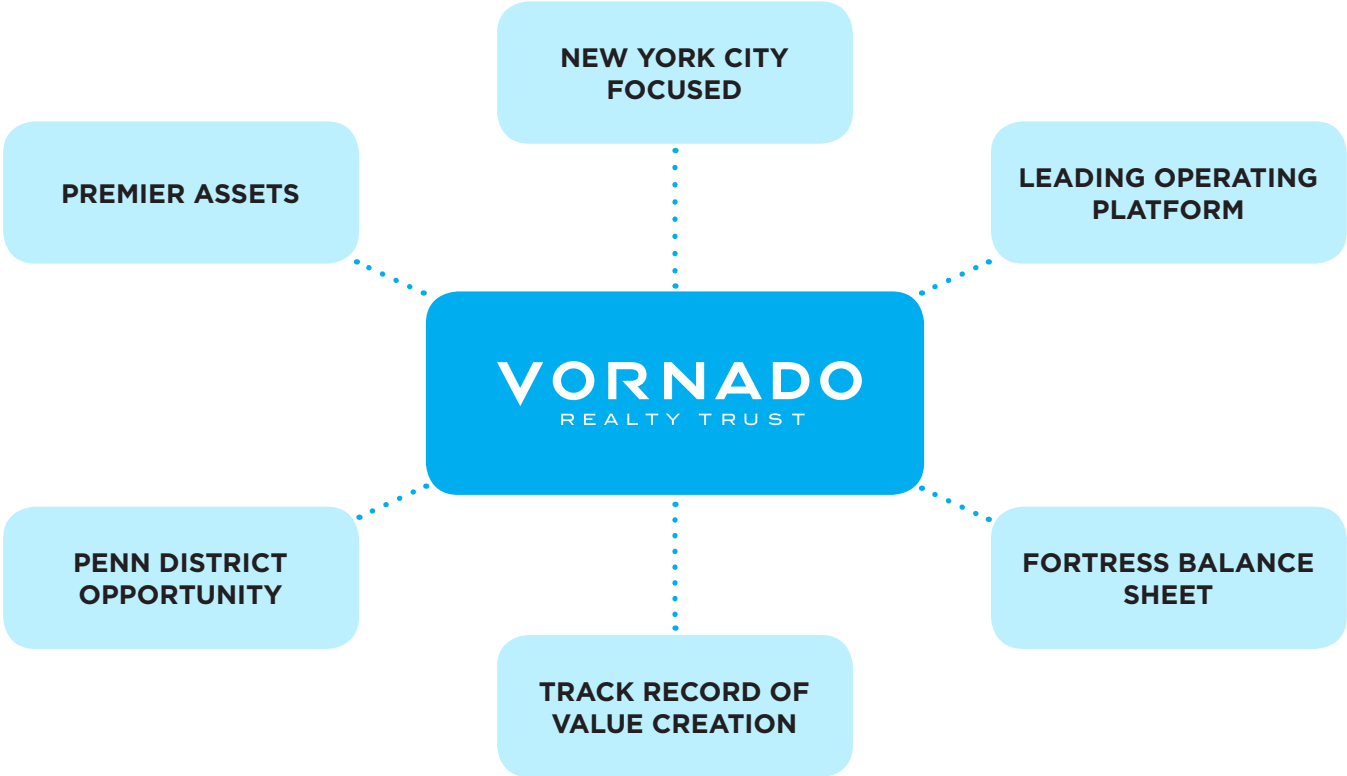 NEW YORK CITY
FOCUSED
PREMIER ASSETS
LEADING OPERATING
PLATFORM
VORNADO
REALTY TRUST
PENN DISTRICT
OPPORTUNITY
FORTRESS BALANCE
SHEET
TRACK RECORD OF
VALUE CREATION